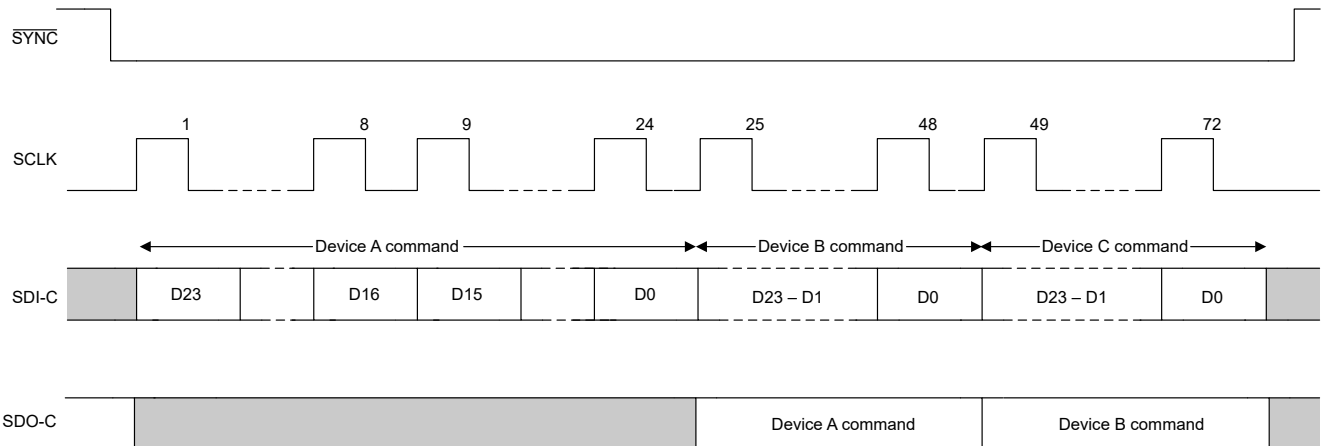 SYNC
1 8 9 24 25 48 49 72
SCLK
Device A command Device B command Device C command
SDI-C D23 D16 D15 D0 D23 – D1 D0 D23 – D1 D0
SDO-C Device A command Device B command